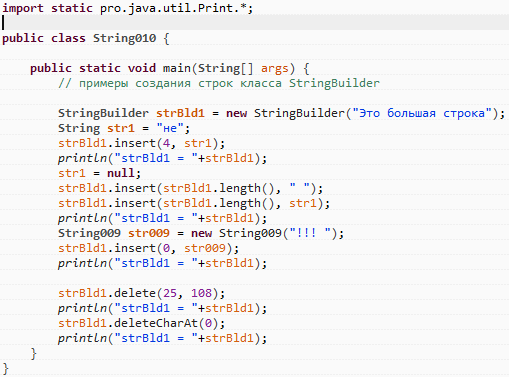 import static pro.java.util.Print.*;
public class String010 {
public static void main(String[] args) {
// примеры создания строк класса StringBuilder
StringBuilder strBld1 = new StringBuilder("Это большая строка");
String str1 = "не";
strBld1.insert(4, str1);
println("strBld1 = "+strBld1);
str1 = null;
strBld1.insert(strBld1.length(), " ");
strBld1.insert(strBld1.length(), str1);
println("strBld1 = "+strBld1);
String009 str009 = new String009("!!! ");
strBld1.insert(0, str009);
println("strBld1 = "+strBld1);
strBld1.delete(25, 108);
println("strBld1 = "+strBld1);
strBld1.deleteCharAt(0);
println("strBld1 = "+strBld1);
}
}